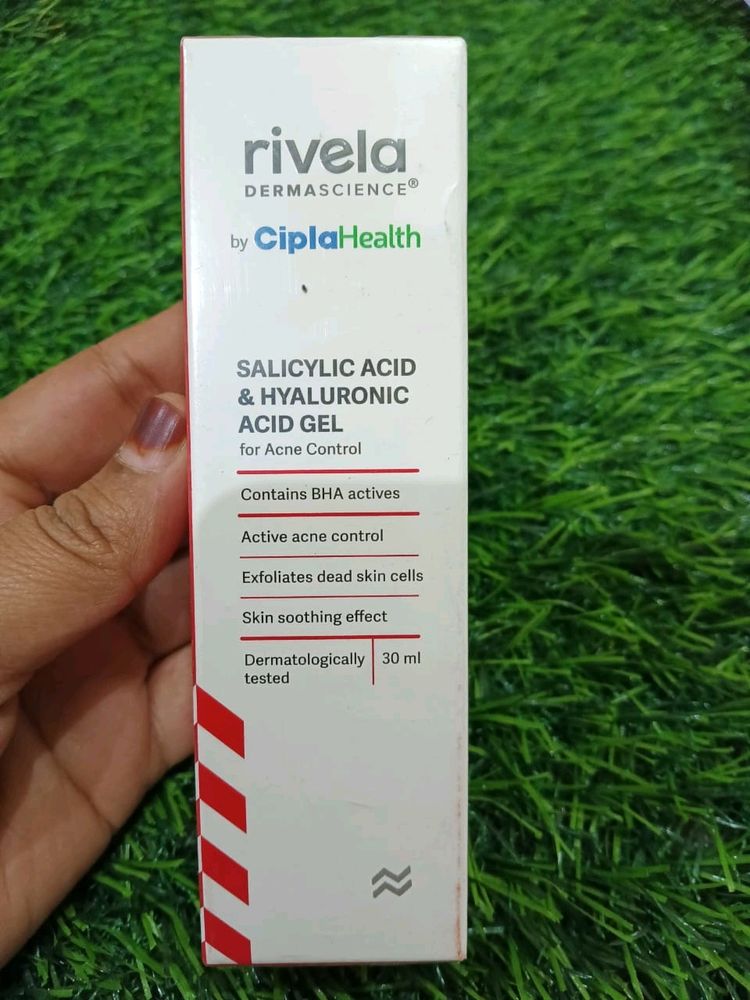 rivela
DERMASCIENCE®
by CiplaHealth
SALICYLIC ACID
& HYALURONIC
ACID GEL
for Acne Control
Contains BHA actives
Active acne control
Exfoliates dead skin cells
Skin soothing effect
Dermatologically
tested
30 ml